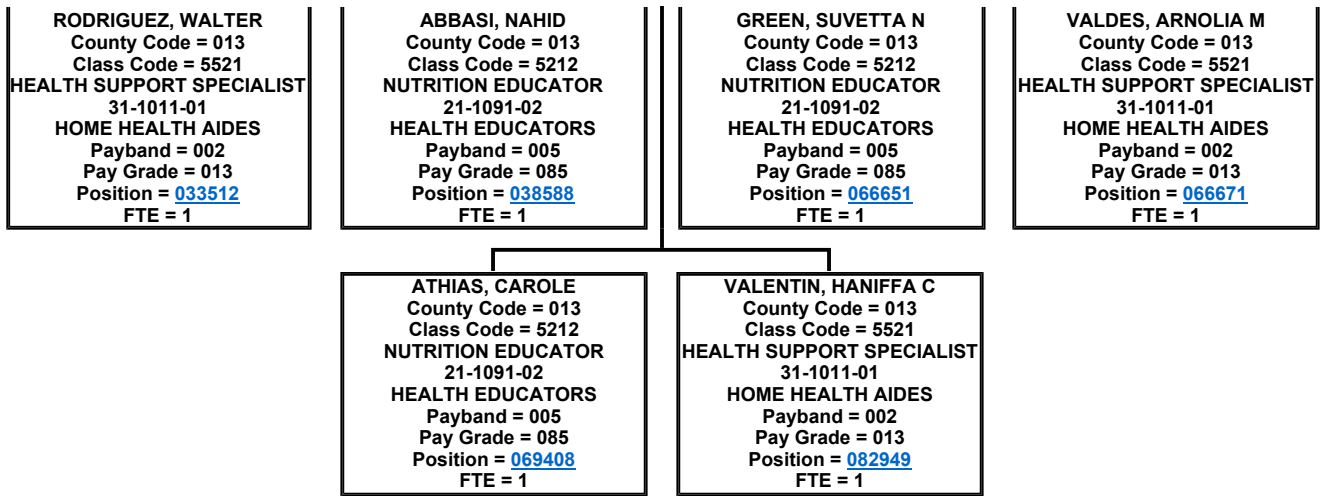 RODRIGUEZ, WALTER
County Code = 013
Class Code = 5521
HEALTH SUPPORT SPECIALIST
31-1011-01
HOME HEALTH AIDES
Payband = 002
Pay Grade = 013
Position = 033512
FTE = 1
ABBASI, NAHID
County Code = 013
Class Code = 5212
NUTRITION EDUCATOR
21-1091-02
HEALTH EDUCATORS
Payband = 005
Pay Grade = 085
Position = 038588
FTE = 1
GREEN, SUVETTA N
County Code = 013
Class Code = 5212
NUTRITION EDUCATOR
21-1091-02
HEALTH EDUCATORS
Payband = 005
Pay Grade = 085
Position = 066651
FTE = 1
VALDES, ARNOLIA M
County Code = 013
Class Code = 5521
HEALTH SUPPORT SPECIALIST
31-1011-01
HOME HEALTH AIDES
Payband = 002
Pay Grade = 013
Position = 066671
FTE = 1
ATHIAS, CAROLE
County Code = 013
Class Code = 5212
NUTRITION EDUCATOR
21-1091-02
HEALTH EDUCATORS
Payband = 005
Pay Grade = 085
Position = 069408
FTE = 1
VALENTIN, HANIFFA C
County Code = 013
Class Code = 5521
HEALTH SUPPORT SPECIALIST
31-1011-01
HOME HEALTH AIDES
Payband = 002
Pay Grade = 013
Position = 082949
FTE = 1